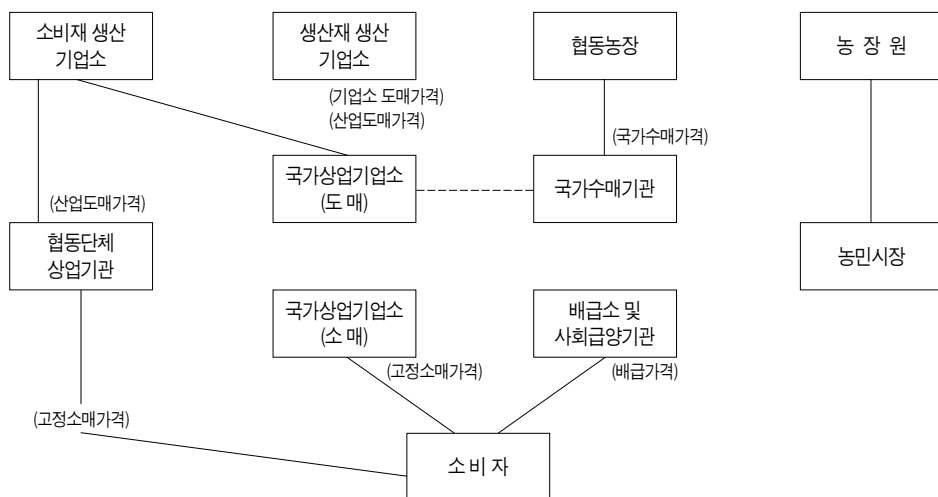 소비재 생산
기업소
생산재 생산
기업소
협동농장
농 장 원
(기업소 도매가격)
(산업도매가격)
(국가수매가격)
국가상업기업소
(도 매)
국가수매기관
(산업도매가격)
협동단체
상업기관
농민시장
국가상업기업소
(소 매)
배급소 및
사회급양기관
(고정소매가격)
(배급가격)
(고정소매가격)
소 비 자